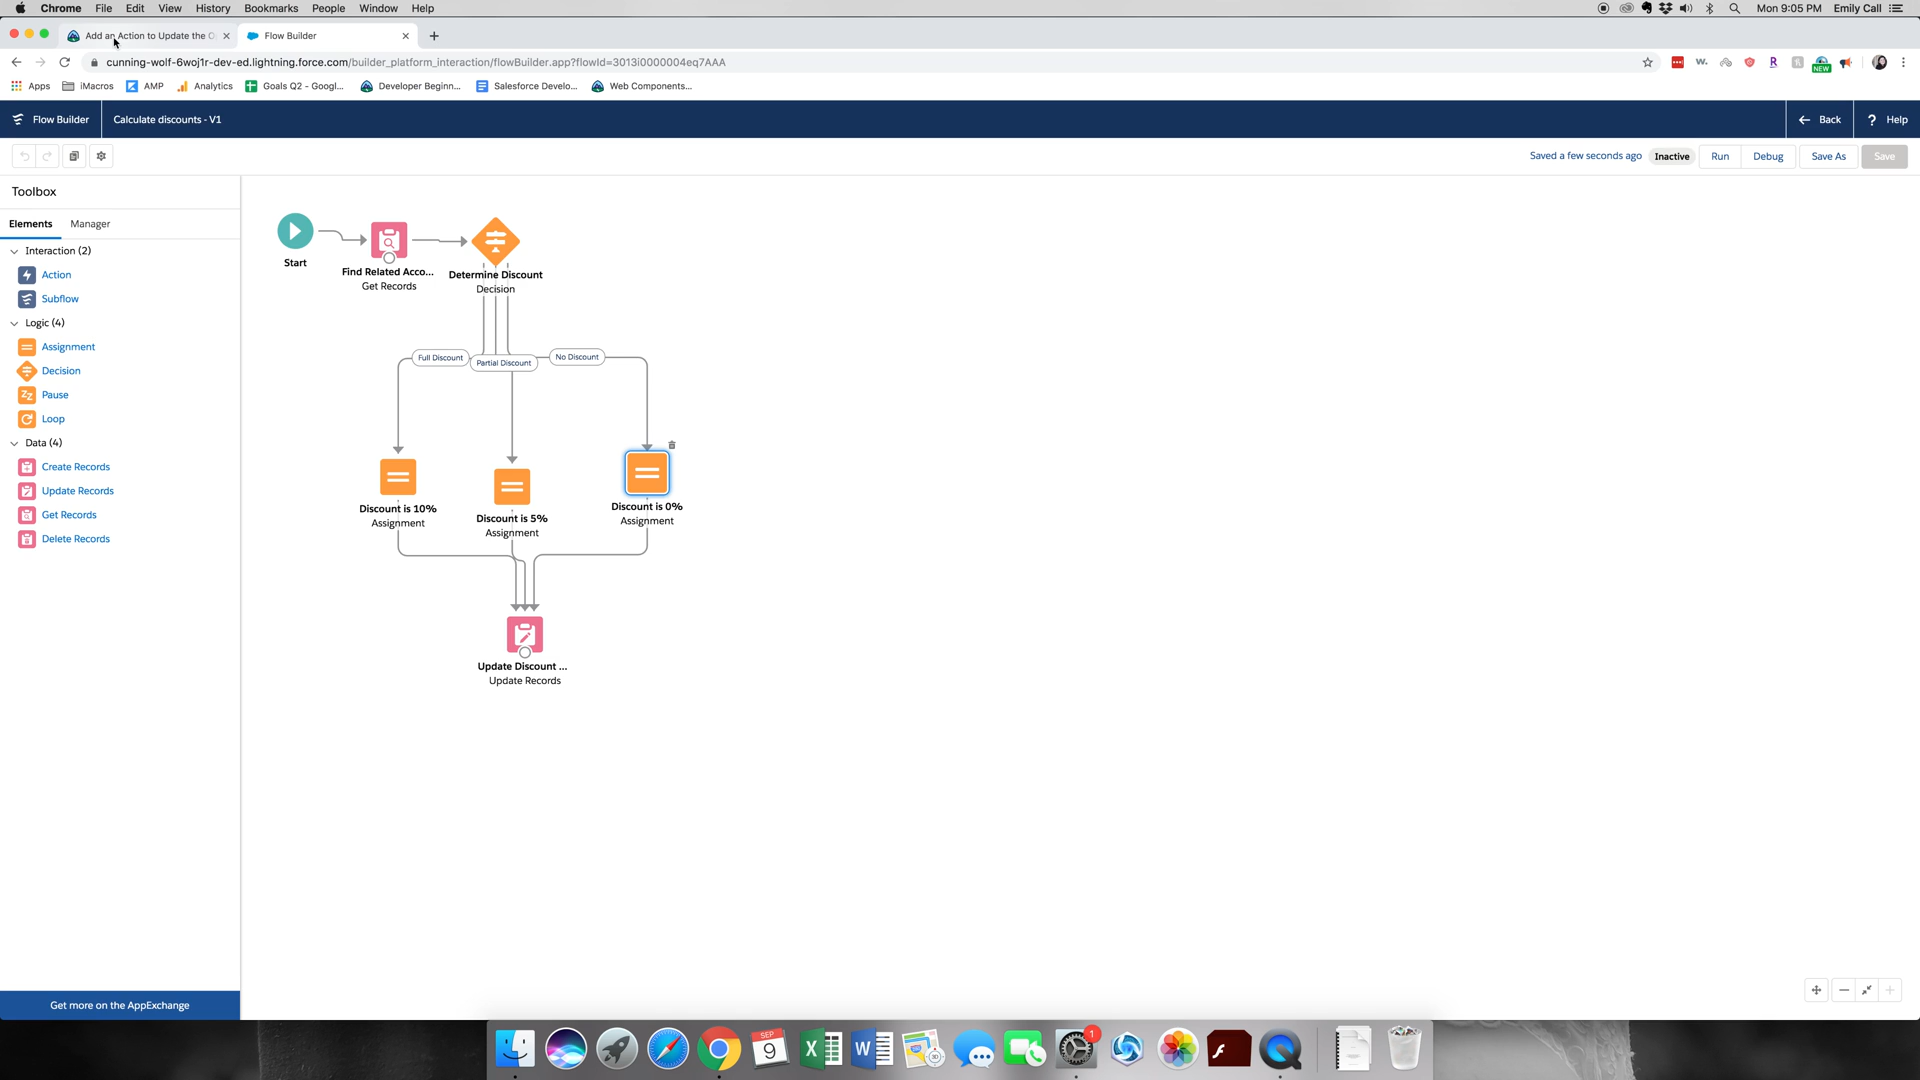 Chrome File Edit View History Bookmarks People Window Help Mon 9:05 PM Emily Call
Add an Action to Update the O Flow Builder
cunning-wolf-6woj1r-dev-ed.lightning.force.com/builder_platform_interaction/flowBuilder.app?flowId=3013i0000004eq7AAA
Apps iMacros AMP Analytics Goals Q2 - Googl... Developer Beginn... Salesforce Develo... Web Components... NEW
Flow Builder Calculate discounts - V1 Back ? Help
Saved a few seconds ago Inactive Run Debug Save As Save
Toolbox
Elements Manager
Interaction (2)
Action
Subflow
Logic (4)
Assignment
Decision
Pause
Loop
Data (4)
Create Records
Update Records
Get Records
Delete Records
Get more on the AppExchange
Start
Find Related Acco...
Get Records
Determine Discount
Decision
Full Discount
Partial Discount
No Discount
Discount is 10%
Assignment
Discount is 5%
Assignment
Discount is 0%
Assignment
Update Discount ...
Update Records
SEP
9
1